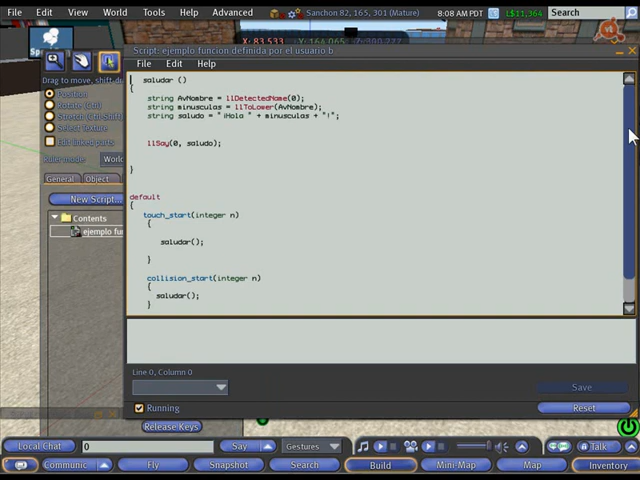 File Edit View World Tools Help Advanced Sanchon 82, 165, 301 (Mature) 8:08 AM PDT L$11,364 Search
Script: ejemplo funcion definida por el usuario b
File Edit Help
Drag to move, shift-dra
Position
Rotate (Ctrl)
Stretch (Ctrl-Shift)
Select Texture
Edit linked parts
Ruler mode World
General Object
New Script...
Contents
ejemplo fun
saludar ()
{
string AvNombre = llDetectedName(0);
string minusculas = llToLower(AvNombre);
string saludo = "¡Hola " + minusculas + "!";
llSay(0, saludo);
}
default
{
touch_start(integer n)
{
saludar();
}
collision_start(integer n)
{
saludar();
}
Line 0, Column 0
Save
Running
Reset
Release Keys
Local Chat 0 Say Gestures Talk
Communic Fly Snapshot Search Build Mini-Map Map Inventory